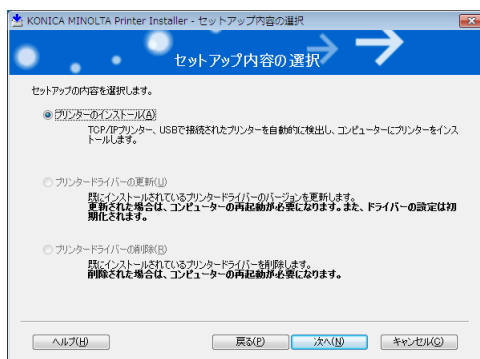 KONICA MINOLTA Printer Installer - セットアップ内容の選択
セットアップ内容の選択
セットアップの内容を選択します。
プリンターのインストール(A)
TCP/IPプリンター、USBで接続されたプリンターを自動的に検出し、コンピューターにプリンターをインス
トールします。
プリンタードライバーの更新(U)
既にインストールされているプリンタードライバーのバージョンを更新します。
更新された場合は、コンピューターの再起動が必要になります。また、ドライバーの設定は初
期化されます。
プリンタードライバーの削除(R)
既にインストールされているプリンタードライバーを削除します。
削除された場合は、コンピューターの再起動が必要になります。
ヘルプ(H) 戻る(P) 次へ(N) キャンセル(C)